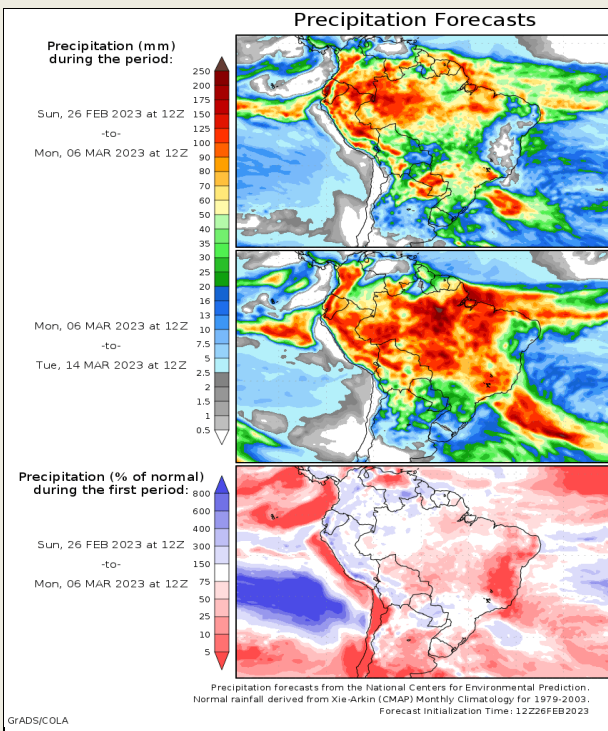 Precipitation Forecasts
Precipitation (mm)
during the period:
Sun, 26 FEB 2023 at 12Z
-to-
Mon, 06 MAR 2023 at 12Z
250
200
175
150
125
100
90
80
70
60
50
40
35
30
25
20
16
13
10
7.5
5
2.5
2
1.5
1
0.5
Mon, 06 MAR 2023 at 12Z
-to-
Tue, 14 MAR 2023 at 12Z
Precipitation (% of normal)
during the first period:
Sun, 26 FEB 2023 at 12Z
-to-
Mon, 06 MAR 2023 at 12Z
800
600
400
300
150
75
50
25
10
5
Precipitation forecasts from the National Centers for Environmental Prediction.
Normal rainfall derived from Xie-Arkin (CMAP) Monthly Climatology for 1979-2003.
Forecast Initialization Time: 12Z26FEB2023
GrADS/COLA